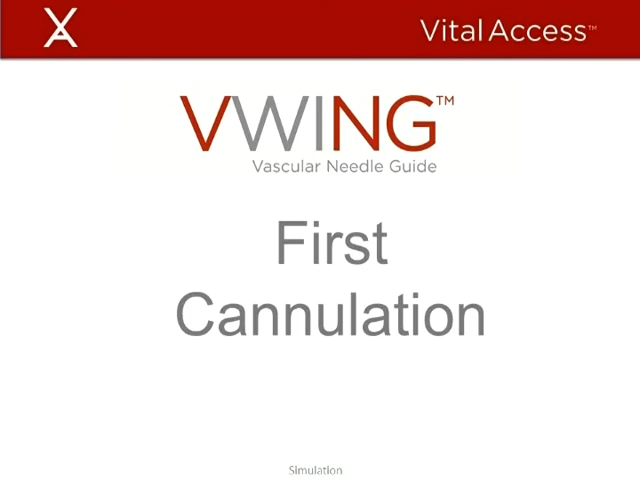 Vital Access™
VWING™
Vascular Needle Guide
First
Cannulation
Simulation